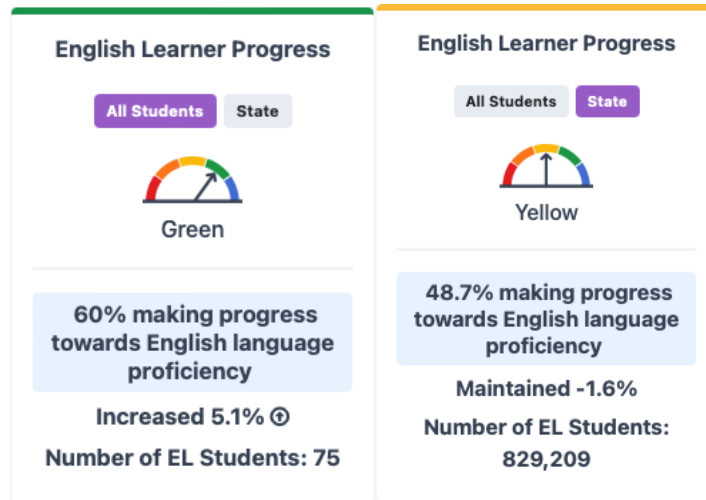 English Learner Progress
All Students State
Green
60% making progress
towards English language
proficiency
Increased 5.1%
Number of EL Students: 75
English Learner Progress
All Students State
Yellow
48.7% making progress
towards English language
proficiency
Maintained -1.6%
Number of EL Students:
829,209